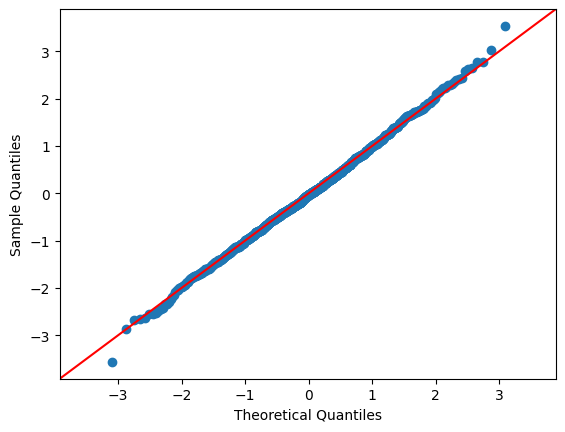 3
2
1
0
−1
−2
−3
Sample Quantiles
−3 −2 −1 0 1 2 3
Theoretical Quantiles